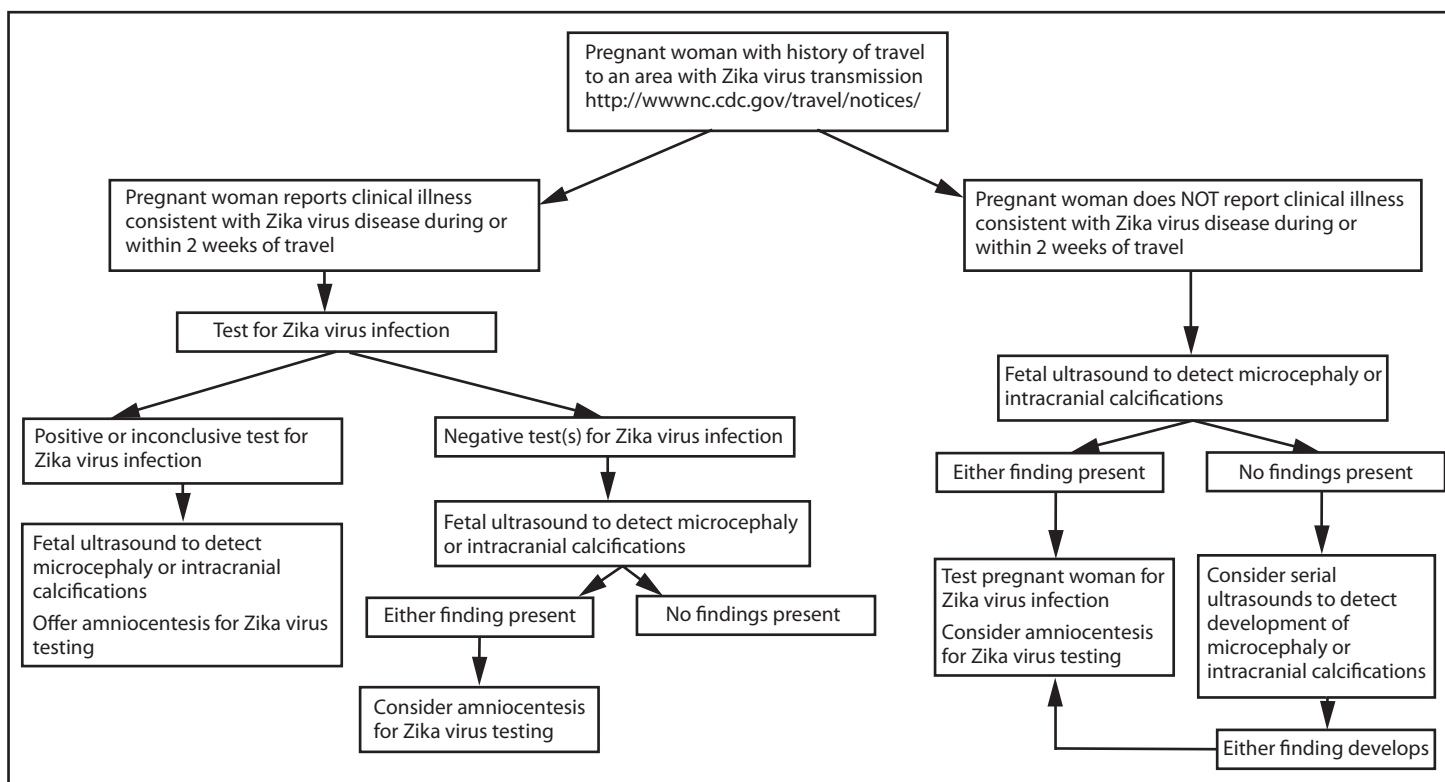 Pregnant woman with history of travel
to an area with Zika virus transmission
http://wwwnc.cdc.gov/travel/notices/
Pregnant woman reports clinical illness
consistent with Zika virus disease during or
within 2 weeks of travel
Pregnant woman does NOT report clinical illness
consistent with Zika virus disease during or
within 2 weeks of travel
Test for Zika virus infection
Fetal ultrasound to detect microcephaly or
intracranial calcifications
Positive or inconclusive test for
Zika virus infection
Negative test(s) for Zika virus infection
Either finding present
No findings present
Fetal ultrasound to detect
microcephaly or intracranial
calcifications
Offer amniocentesis for Zika virus
testing
Fetal ultrasound to detect microcephaly
or intracranial calcifications
Either finding present
No findings present
Consider amniocentesis
for Zika virus testing
Test pregnant woman for
Zika virus infection
Consider amniocentesis
for Zika virus testing
Consider serial
ultrasounds to detect
development of
microcephaly or
intracranial calcifications
Either finding develops